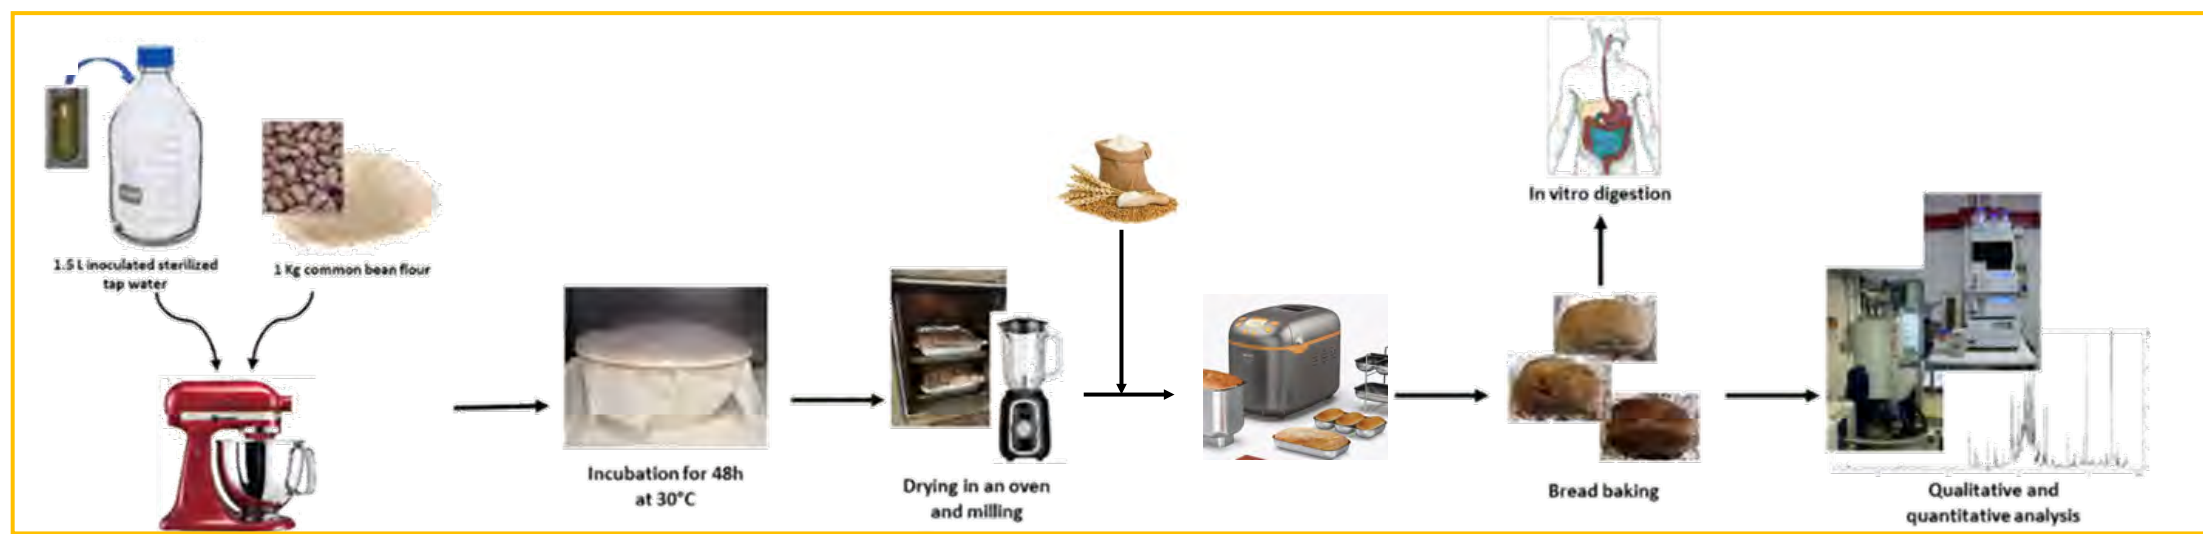 1.5 L inoculated sterilized
tap water
1 Kg common bean flour
Incubation for 48h
at 30°C
Drying in an oven
and milling
In vitro digestion
Bread baking
Qualitative and
quantitative analysis